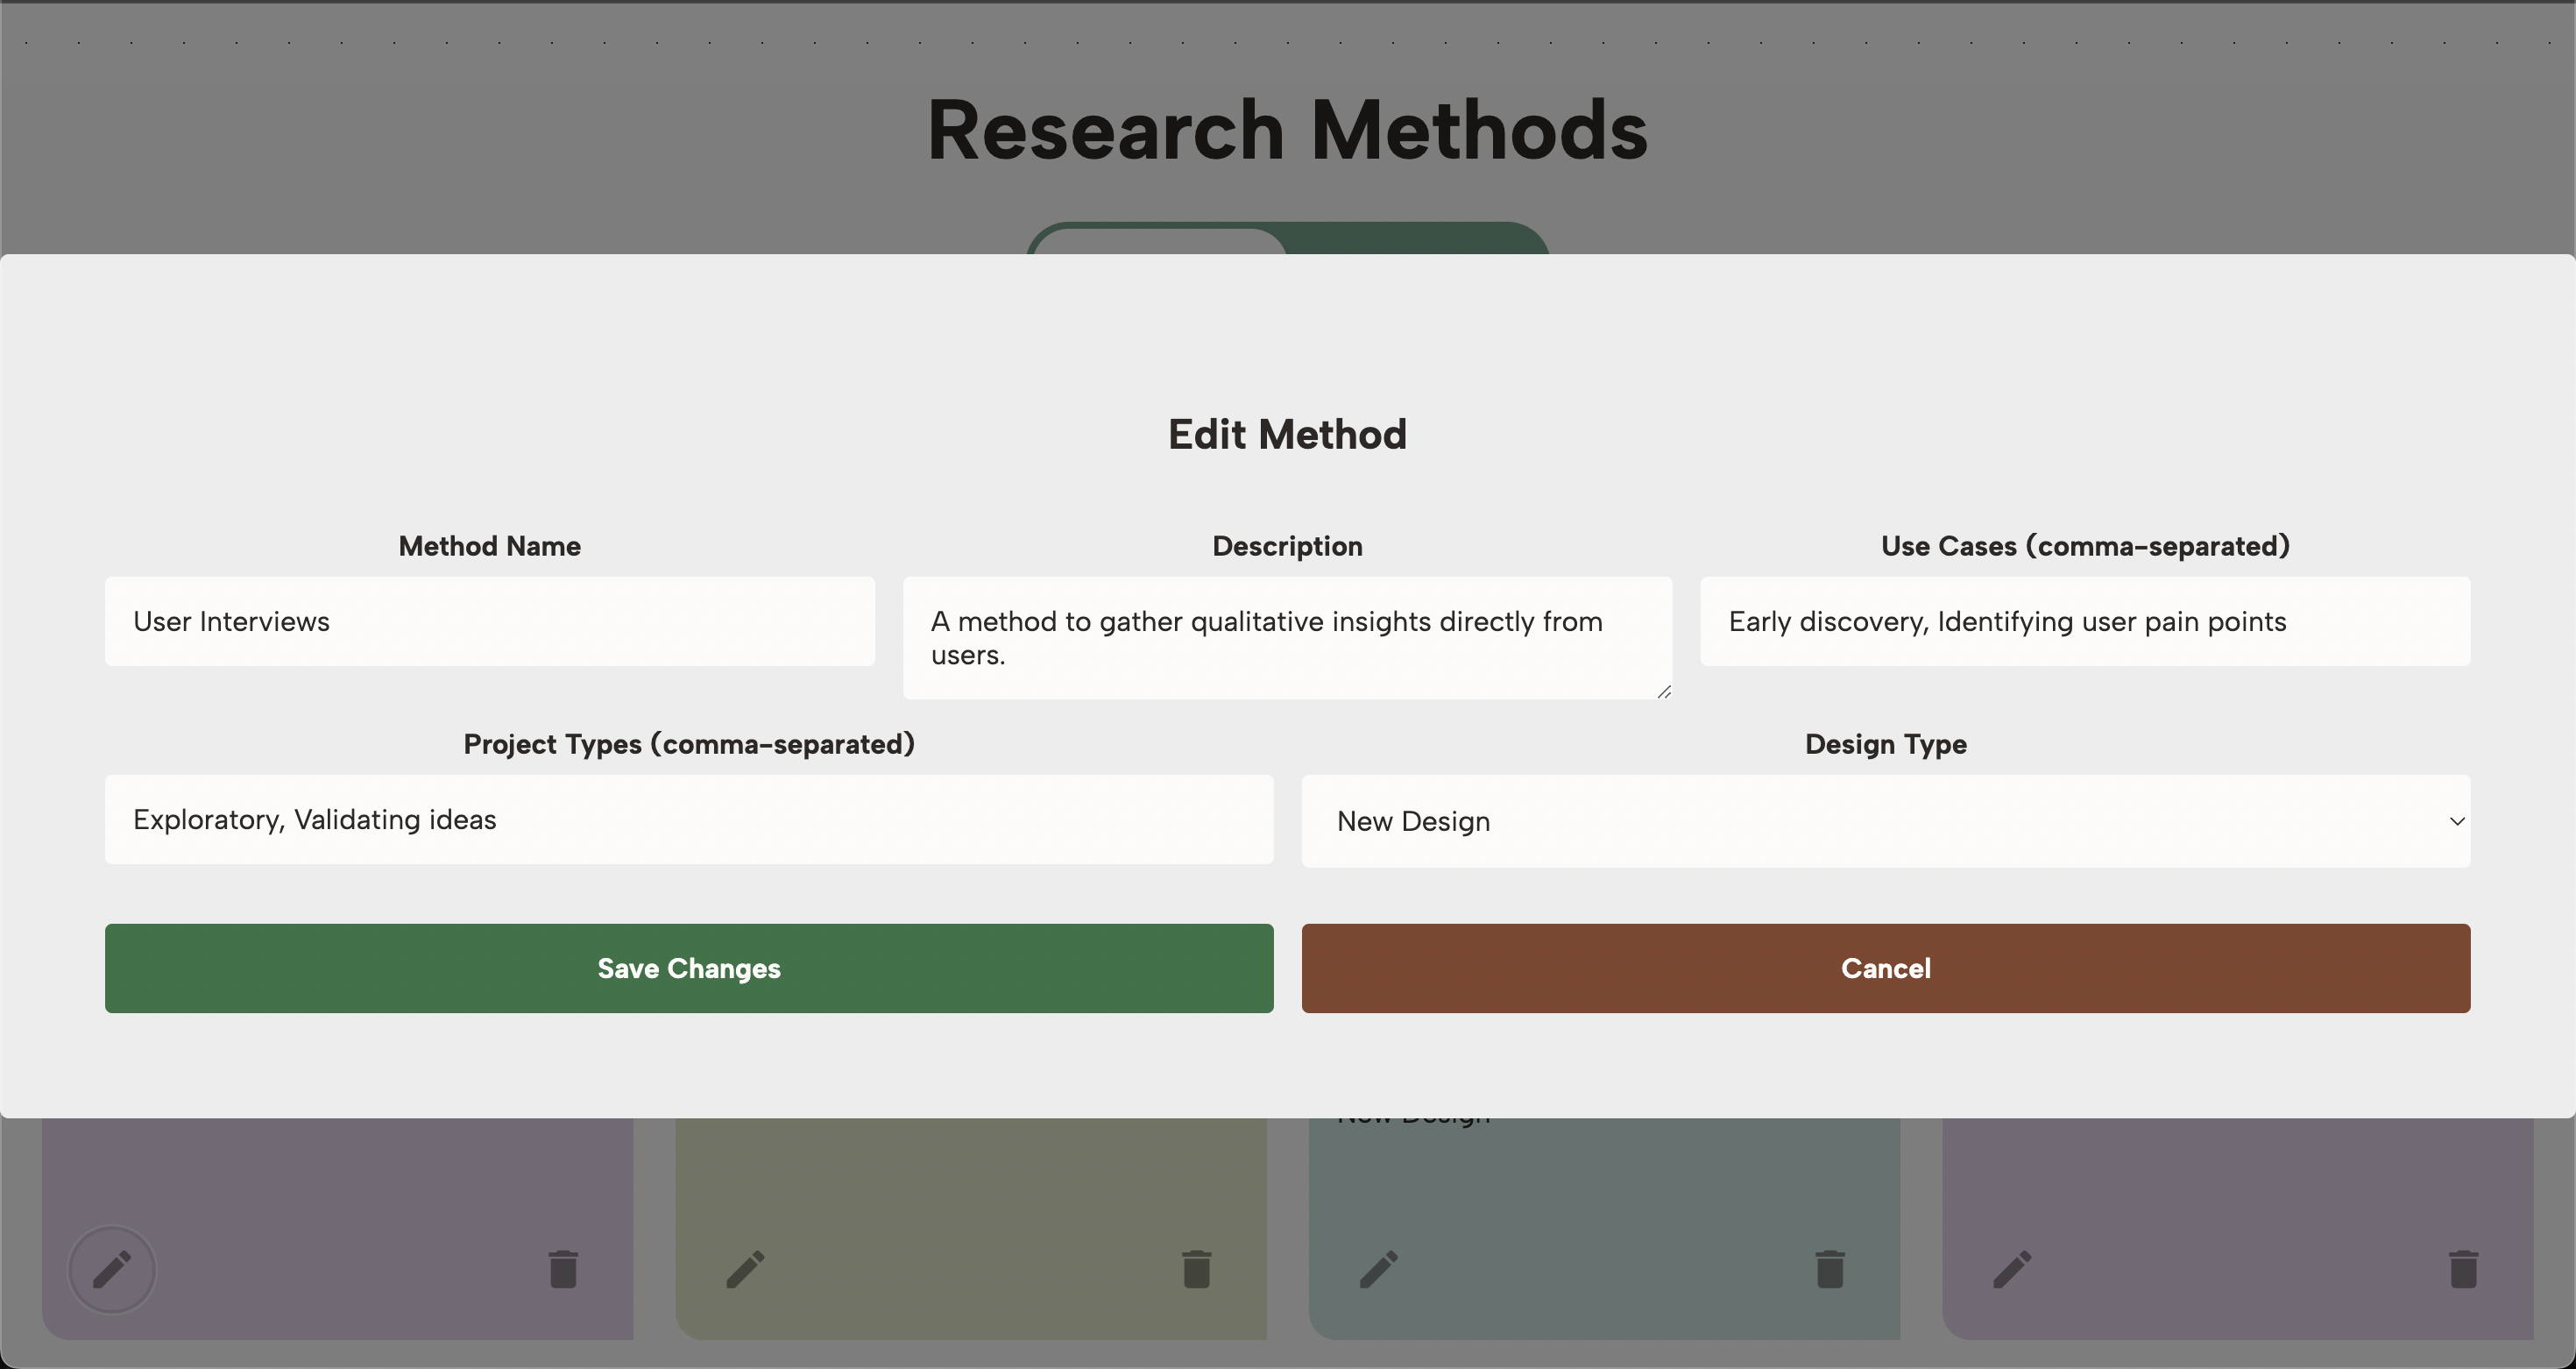 Research Methods
Edit Method
Method Name
Description
Use Cases (comma-separated)
User Interviews
A method to gather qualitative insights directly from
users.
Early discovery, Identifying user pain points
Project Types (comma-separated)
Design Type
Exploratory, Validating ideas
New Design
Save Changes
Cancel
New Design